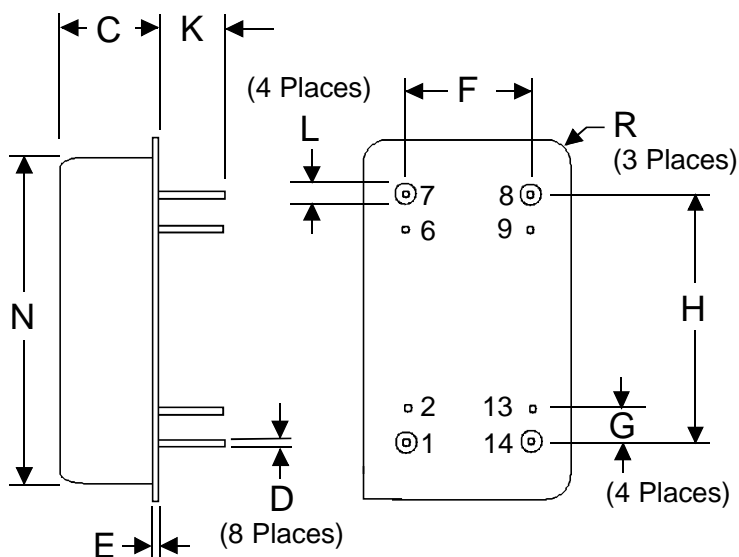 C K
(4 Places) F
L R
(3 Places)
7 8
6 9
N H
2 13
G
1 14
D (4 Places)
(8 Places)
E